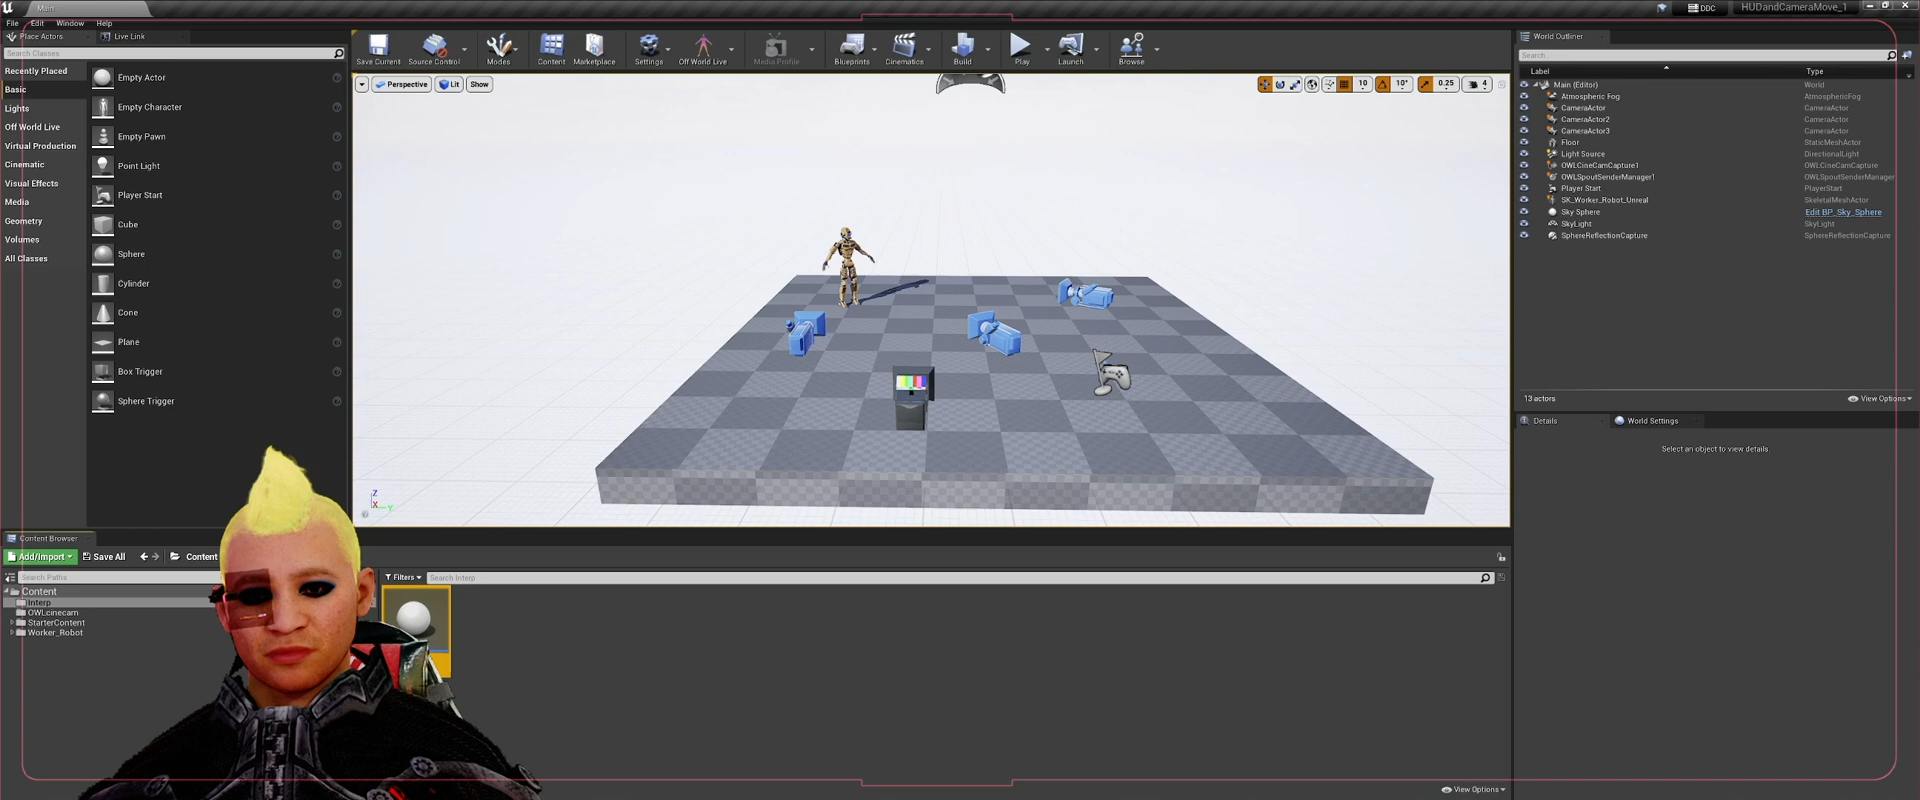 Main
DDC
HUDandCameraMove_1
File Edit Window Help
Place Actors
Live Link
Search Classes
Recently Placed
Basic
Lights
Off World Live
Virtual Production
Cinematic
Visual Effects
Media
Geometry
Volumes
All Classes
Empty Actor
Empty Character
Empty Pawn
Point Light
Player Start
Cube
Sphere
Cylinder
Cone
Plane
Box Trigger
Sphere Trigger
Save Current
Source Control
Modes
Content
Marketplace
Settings
Off World Live
Media Profile
Blueprints
Cinematics
Build
Play
Launch
Browse
Perspective
Lit
Show
10
10°
0.25
4
Z
X
Y
World Outliner
Search
Label Type
Main (Editor) World
Atmospheric Fog AtmosphericFog
CameraActor CameraActor
CameraActor2 CameraActor
CameraActor3 CameraActor
Floor StaticMeshActor
Light Source DirectionalLight
OWLCineCamCapture1 OWLCineCamCapture
OWLSpoutSenderManager1 OWLSpoutSenderManager
Player Start PlayerStart
SK_Worker_Robot_Unreal SkeletalMeshActor
Sky Sphere Edit BP_Sky_Sphere
SkyLight SkyLight
SphereReflectionCapture SphereReflectionCapture
13 actors
View Options
Details
World Settings
Select an object to view details
Content Browser
Add/Import
Save All
Content
Search Paths
Content
Interp
OWLcinecam
StarterContent
Worker_Robot
Filters
Search Interp
View Options